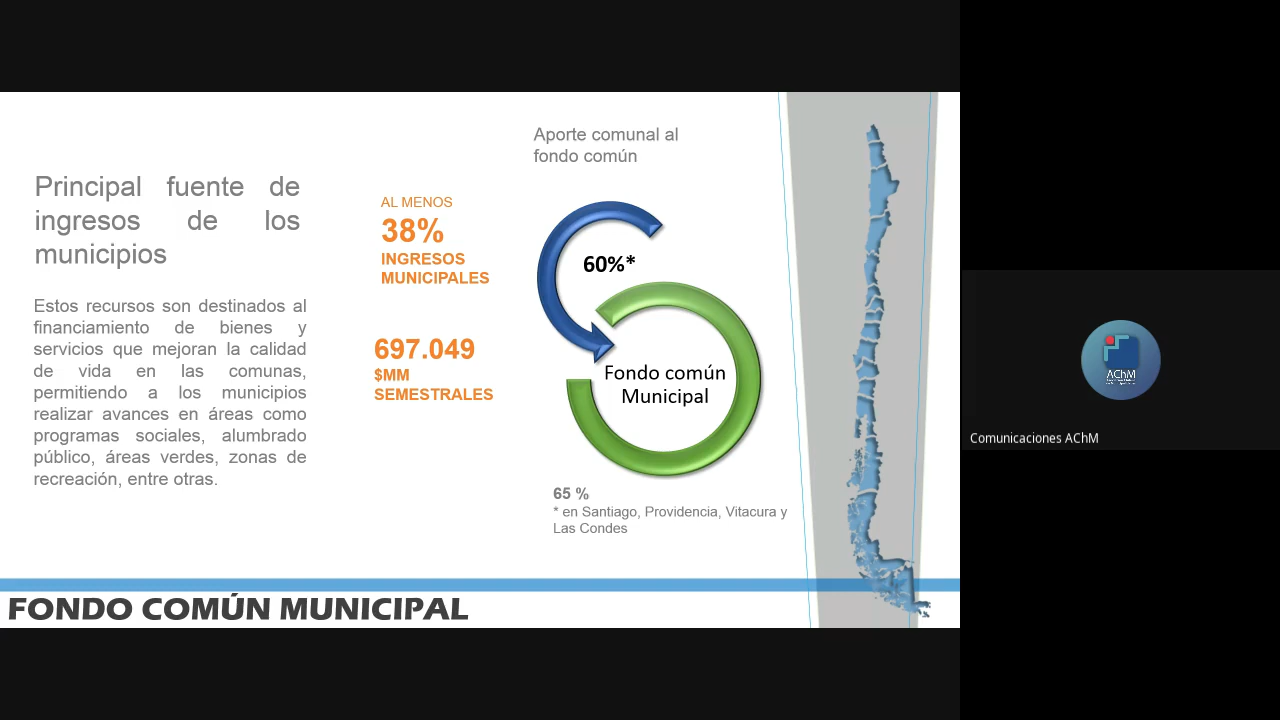 Principal fuente de
ingresos de los
municipios
Estos recursos son destinados al
financiamiento de bienes y
servicios que mejoran la calidad
de vida en las comunas,
permitiendo a los municipios
realizar avances en áreas como
programas sociales, alumbrado
público, áreas verdes, zonas de
recreación, entre otras.
AL MENOS
38%
INGRESOS
MUNICIPALES
697.049
$MM
SEMESTRALES
Aporte comunal al
fondo común
60%*
Fondo común
Municipal
65 %
* en Santiago, Providencia, Vitacura y
Las Condes
FONDO COMÚN MUNICIPAL
AChM
Comunicaciones AChM